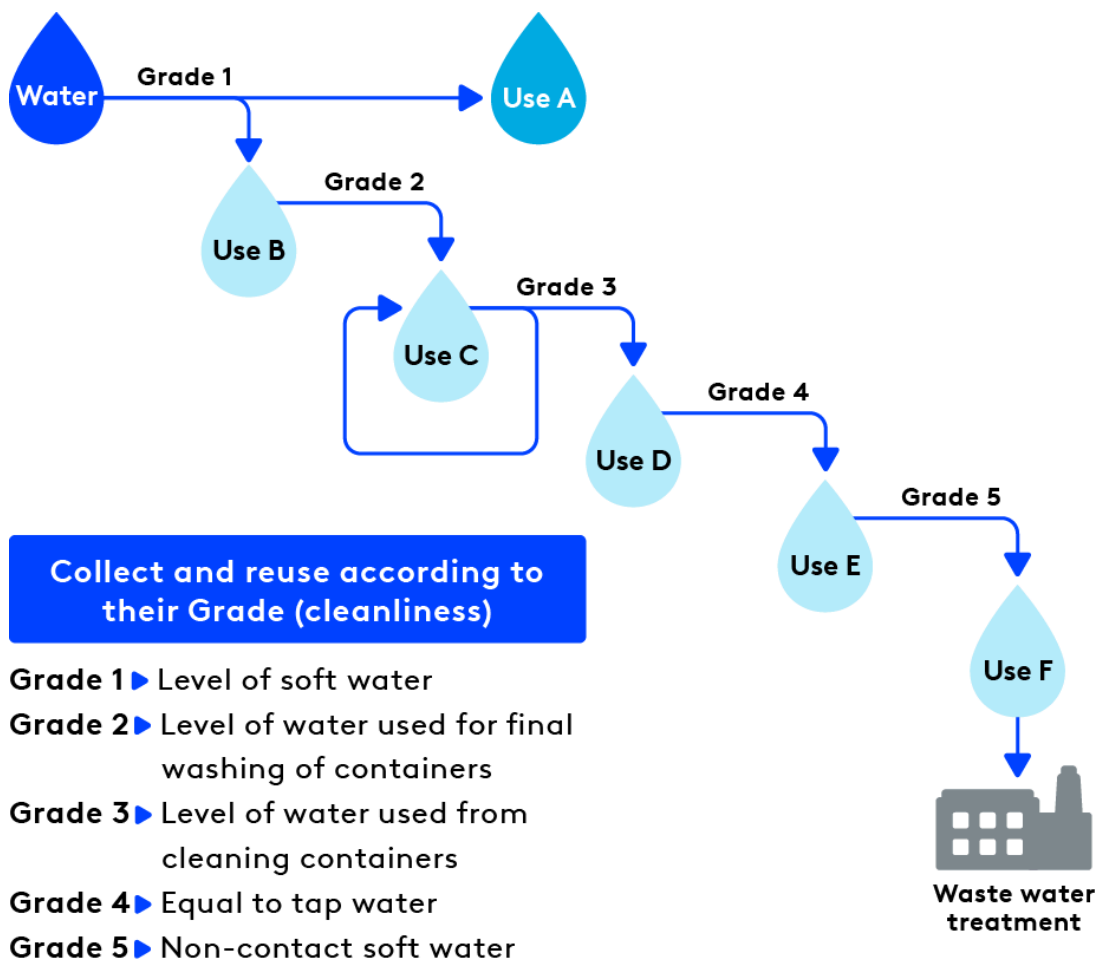 Grade 1
Water
Use A
Grade 2
Use B
Grade 3
Use C
Grade 4
Use D
Grade 5
Use E
Use F
Waste water
treatment
Collect and reuse according to
their Grade (cleanliness)
Grade 1 ▶ Level of soft water
Grade 2 ▶ Level of water used for final
washing of containers
Grade 3 ▶ Level of water used from
cleaning containers
Grade 4 ▶ Equal to tap water
Grade 5 ▶ Non-contact soft water